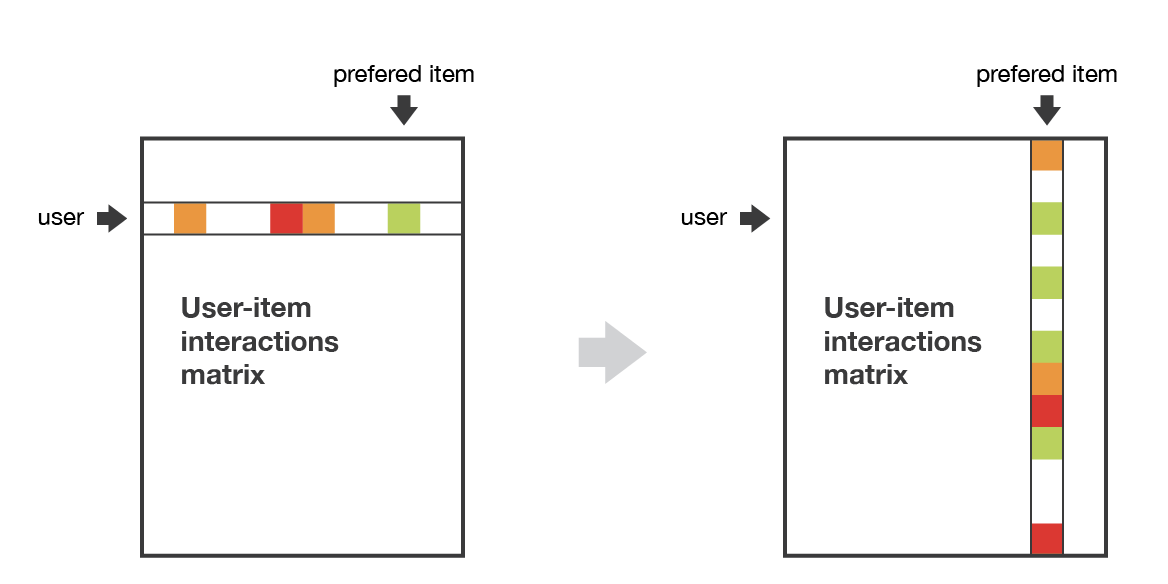 prefered item
user
User-item
interactions
matrix
prefered item
user
User-item
interactions
matrix